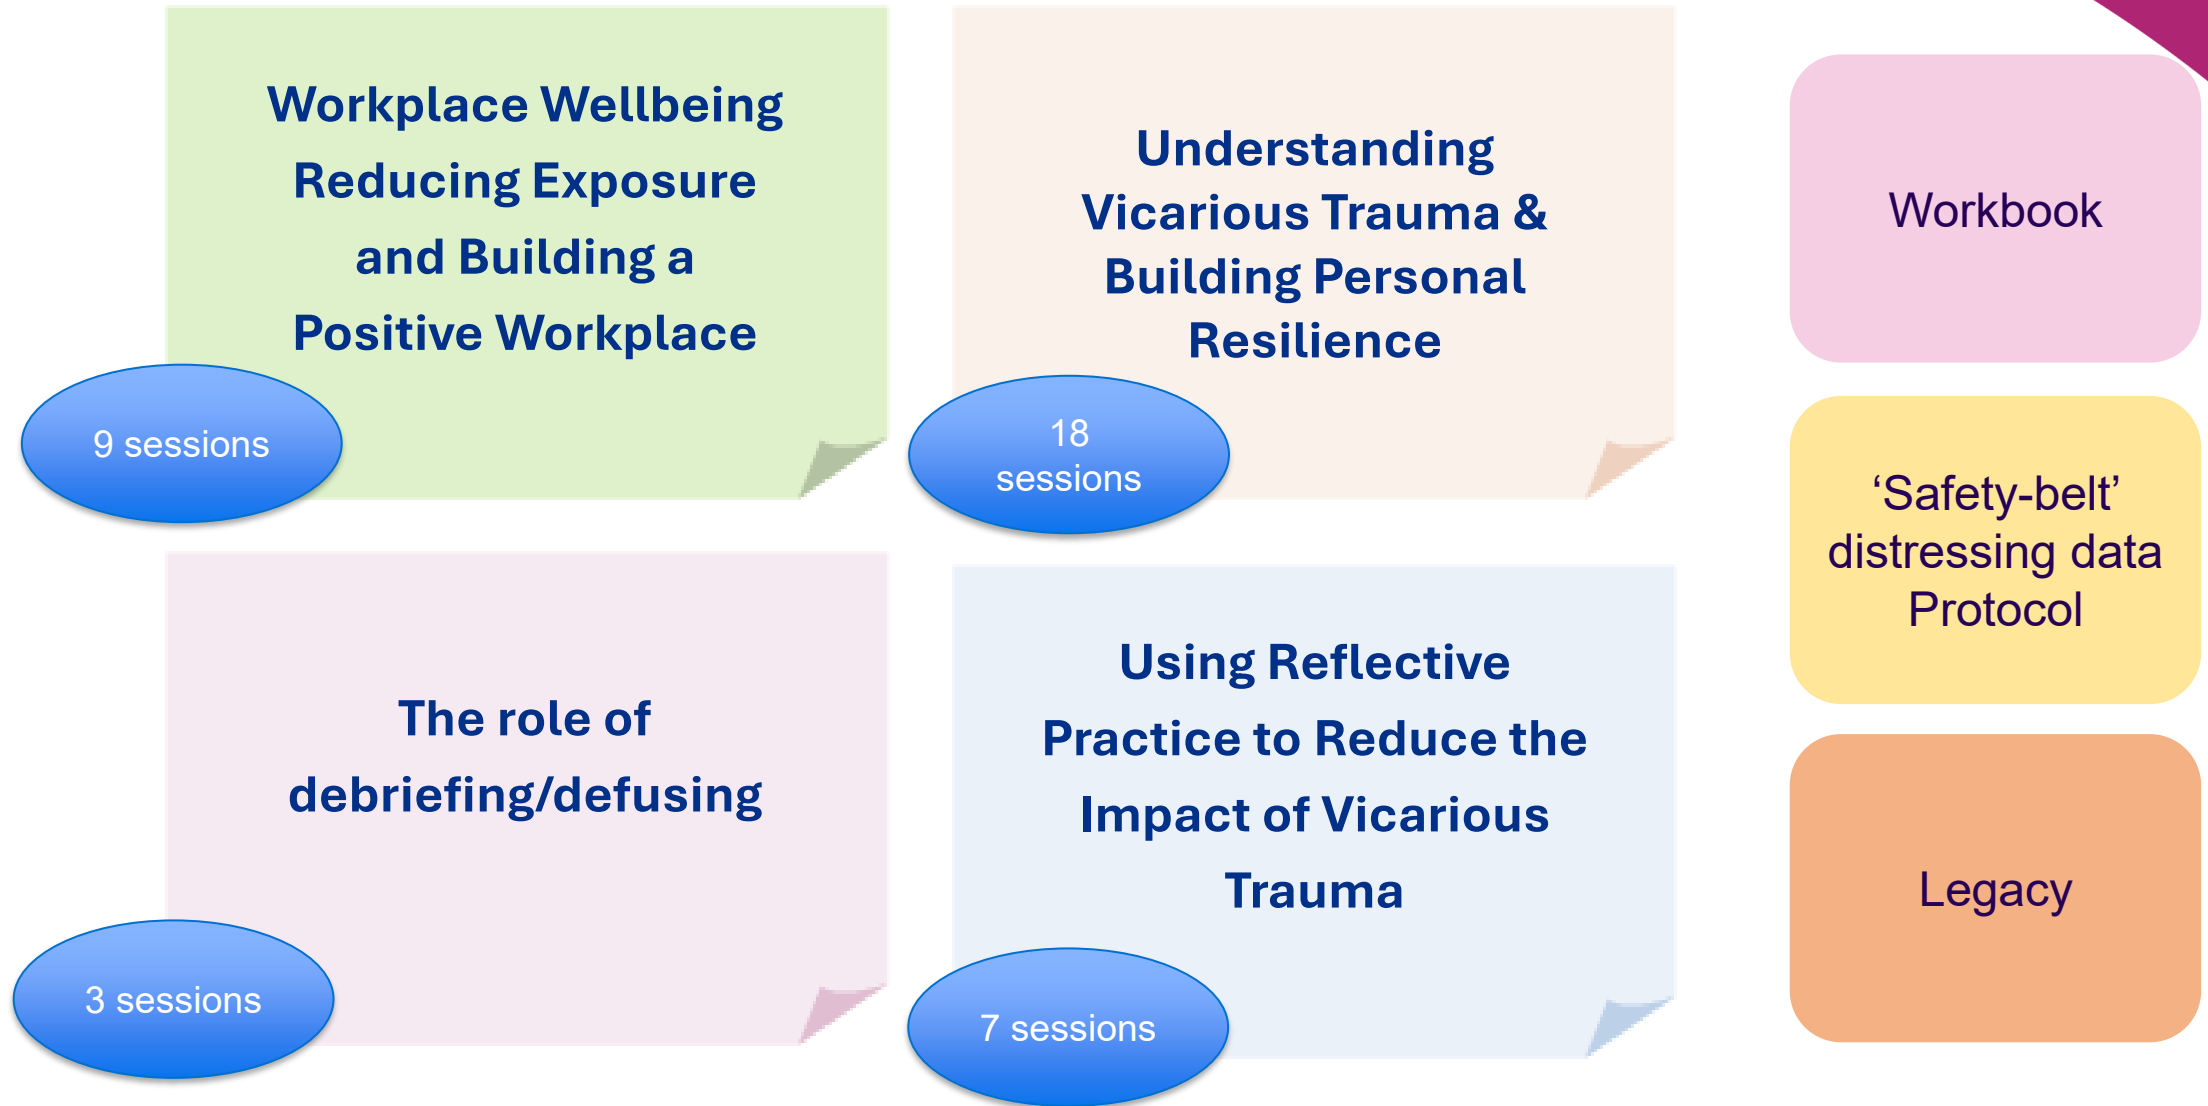 Workplace Wellbeing
Reducing Exposure
and Building a
Positive Workplace
9 sessions
Understanding
Vicarious Trauma &
Building Personal
Resilience
18
sessions
The role of
debriefing/defusing
3 sessions
Using Reflective
Practice to Reduce the
Impact of Vicarious
Trauma
7 sessions
Workbook
‘Safety-belt’
distressing data
Protocol
Legacy